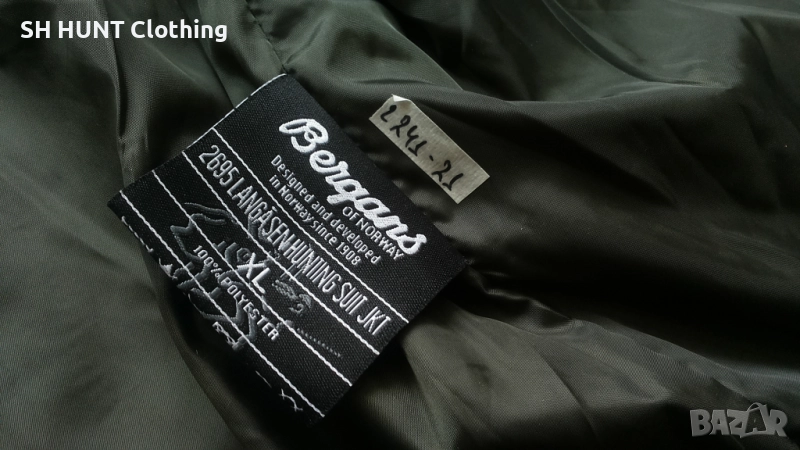 SH HUNT Clothing
2241-21
Bergans
OF NORWAY
Designed and developed
in Norway since 1908
2695 LANGÅSEN HUNTING SUIT JKT
XL
100% POLYESTER
BAZAR